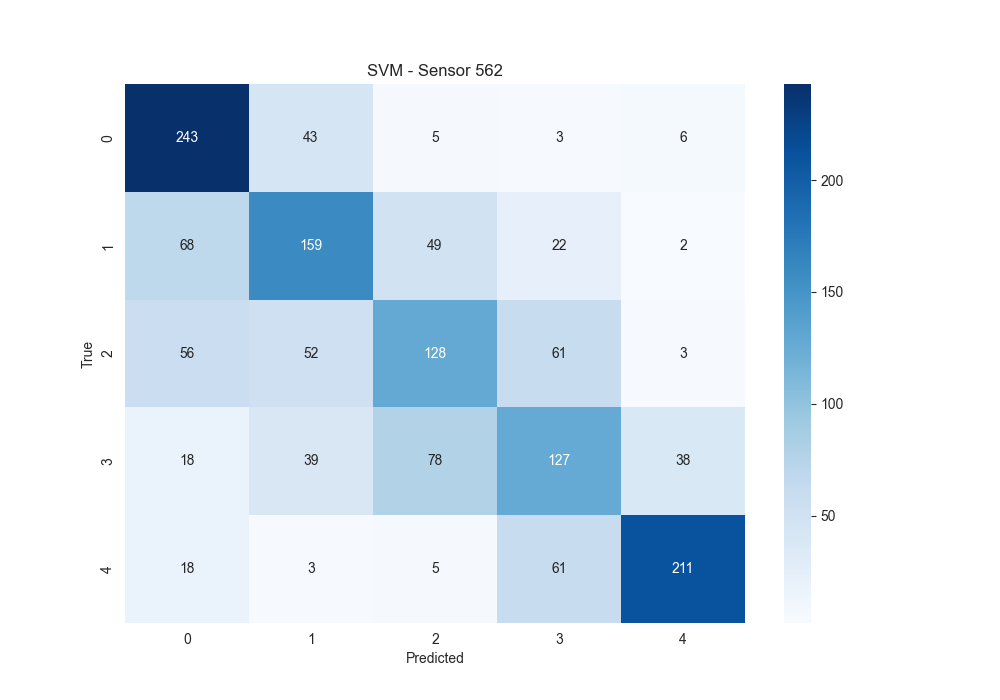 SVM - Sensor 562
0 243 43 5 3 6
200
1 68 159 49 22 2
150
True
2 56 52 128 61 3
100
3 18 39 78 127 38
50
4 18 3 5 61 211
0 1 2 3 4
Predicted